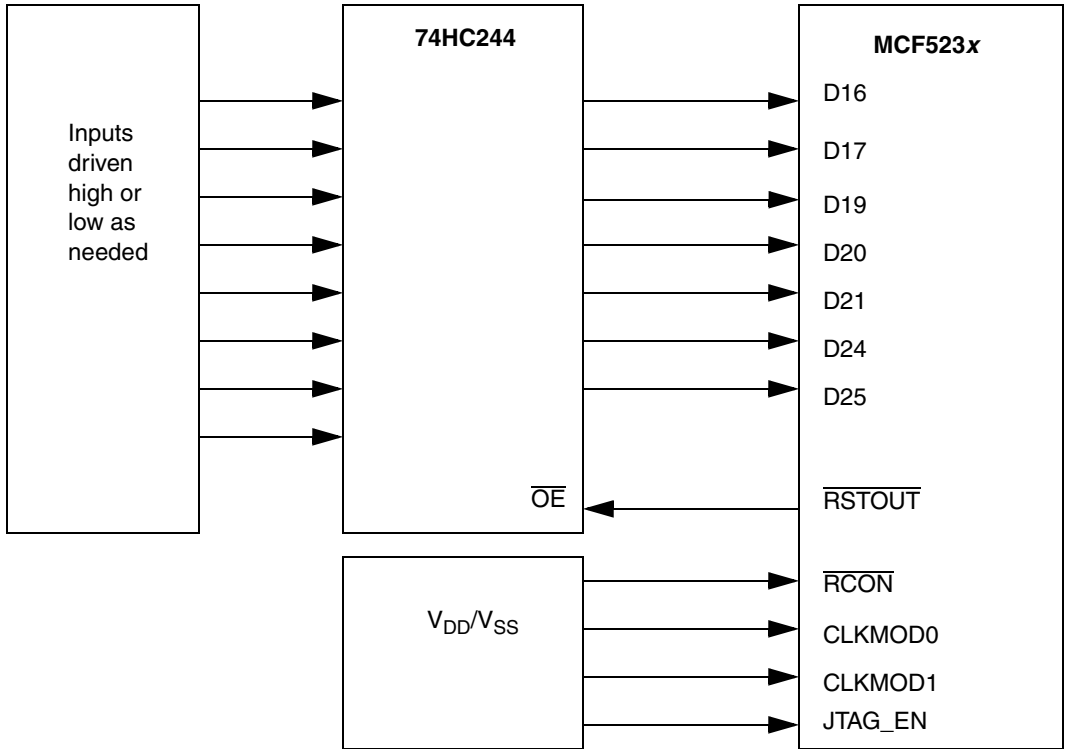 74HC244
MCF523x
Inputs
driven
high or
low as
needed
D16
D17
D19
D20
D21
D24
D25
OE
RSTOUT
RCON
VDD/VSS
CLKMOD0
CLKMOD1
JTAG_EN